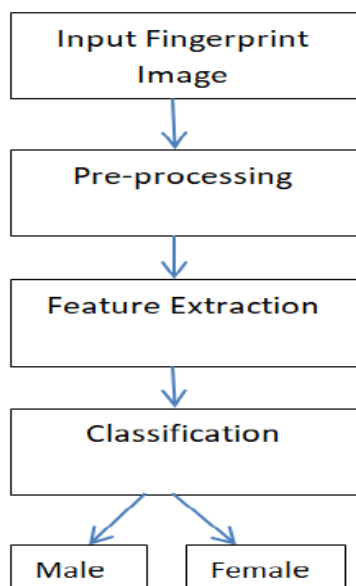 Input Fingerprint
Image
Pre-processing
Feature Extraction
Classification
Male
Female